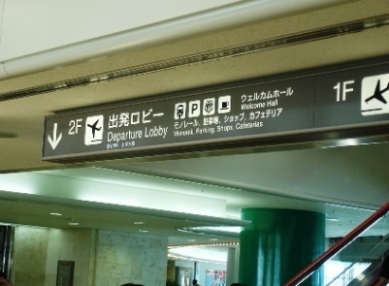 2F
出発ロビー
Departure Lobby
P
モノレール、駐車場、ショップ、カフェテリア
Monorail, Parking, Shops, Cafeterias
ウェルカムホール
Welcome Hall
1F